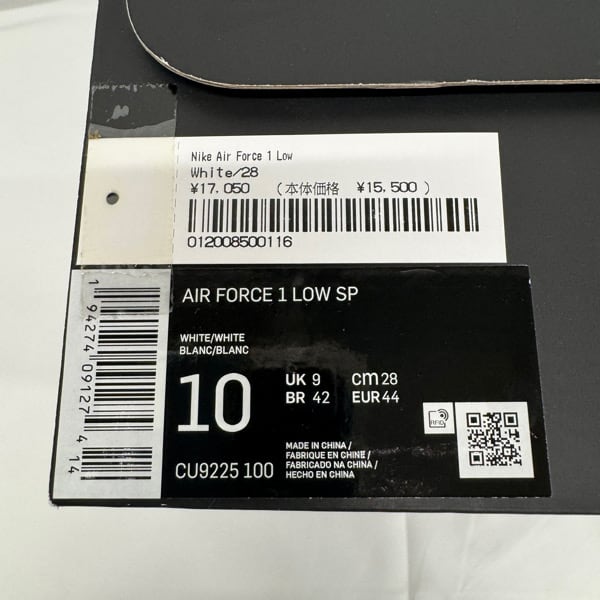 Nike Air Force 1 Low
White/28
¥17,050 (本体価格 ¥15,500 )
012008500116
AIR FORCE 1 LOW SP
WHITE/WHITE
BLANC/BLANC
10
UK 9 cm 28
BR 42 EUR 44
CU9225 100
MADE IN CHINA /
FABRIQUE EN CHINE /
FABRICADO NA CHINA /
HECHO EN CHINA
RFID
1 94274 09127 4 14